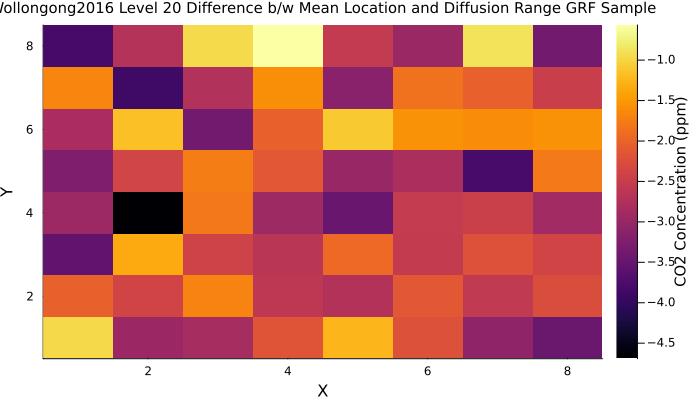 Wollongong2016 Level 20 Difference b/w Mean Location and Diffusion Range GRF Sample
8
6
4
2
Y
2 4 6 8
X
−1.0
−1.5
−2.0
−2.5
−3.0
−3.5
−4.0
−4.5
CO2 Concentration (ppm)